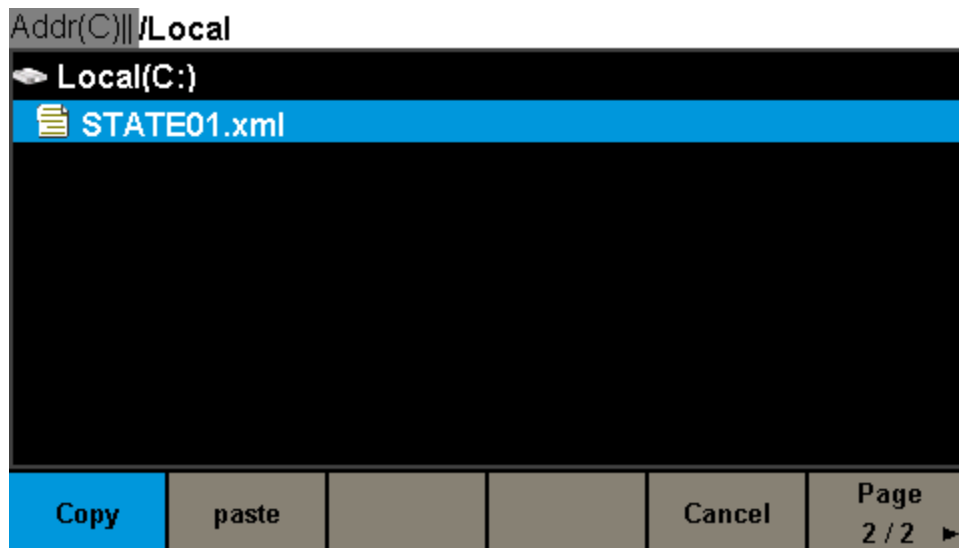 Addr(C)|| /Local
Local(C:)
STATE01.xml
Copy paste Cancel Page
2 / 2